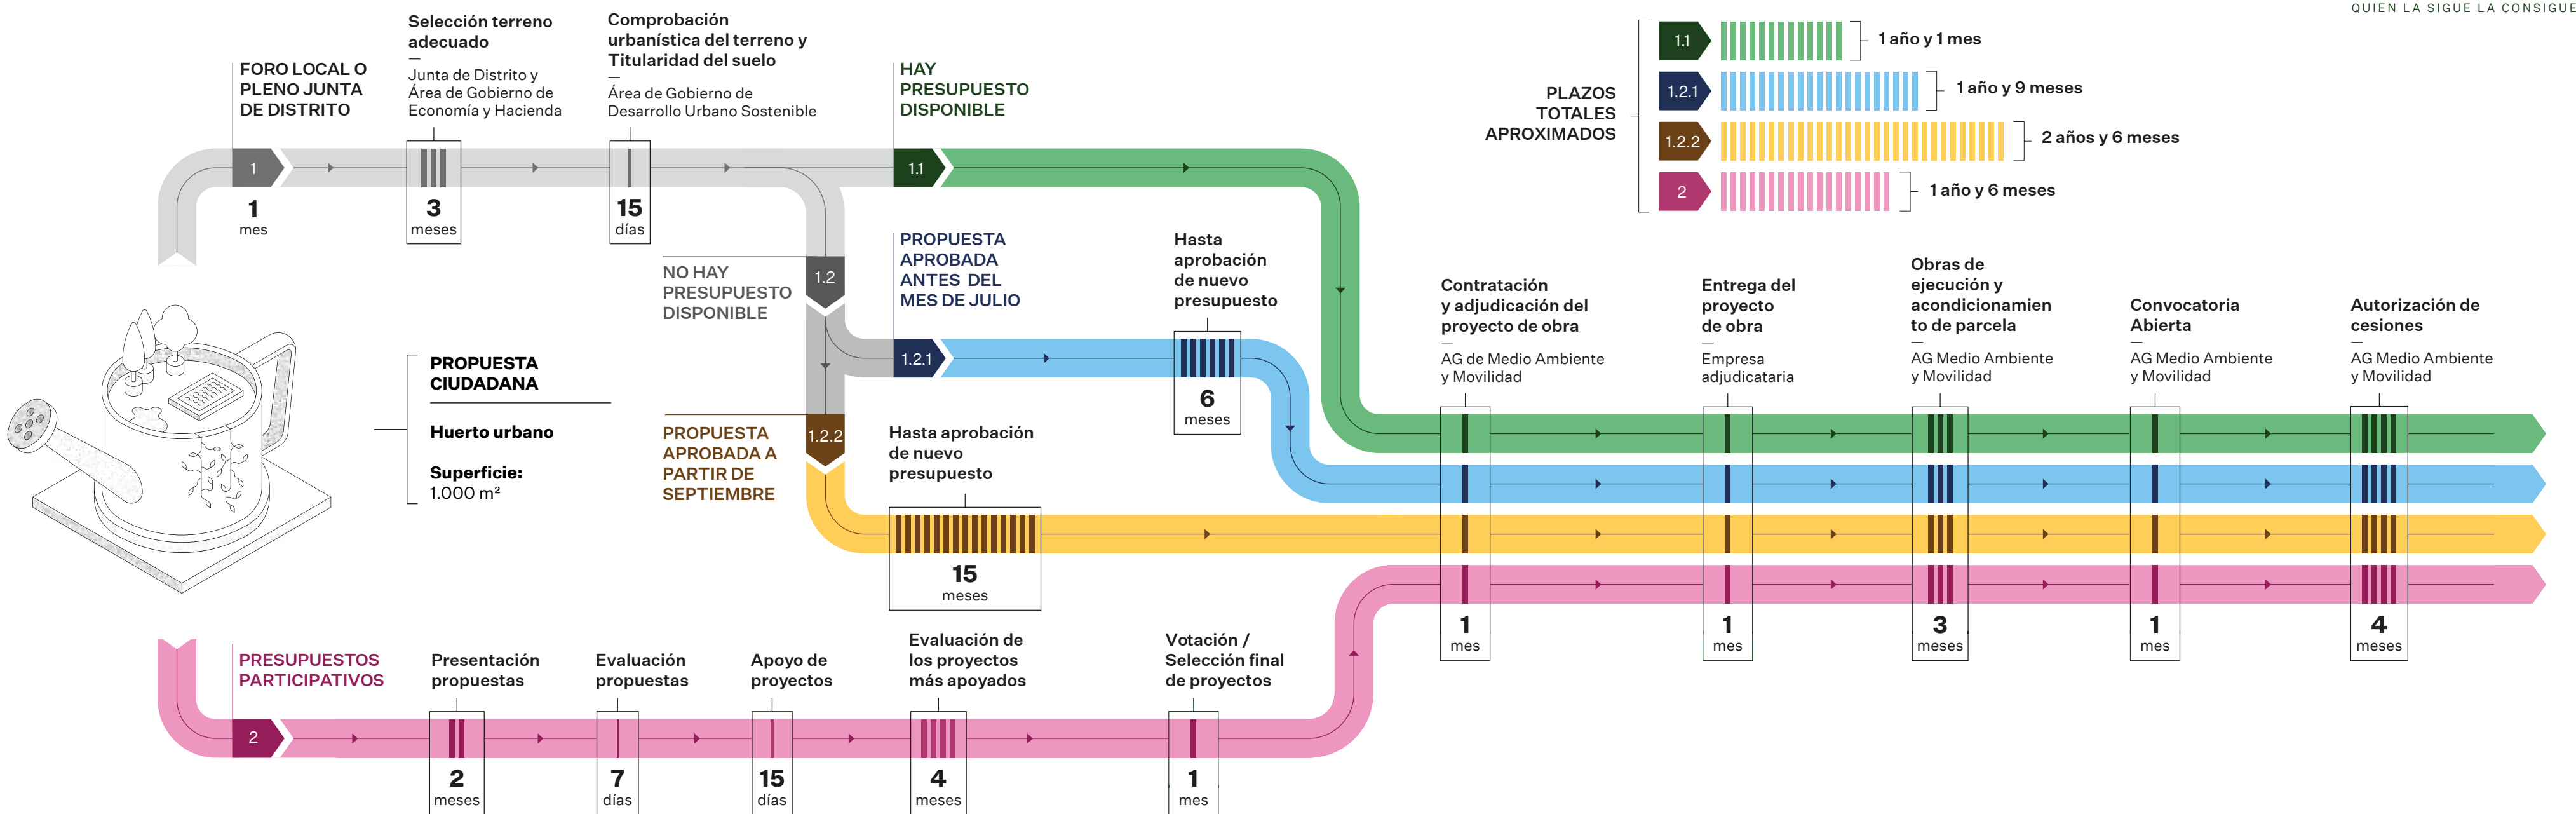 QUIEN LA SIGUE LA CONSIGUE
FORO LOCAL O
PLENO JUNTA
DE DISTRITO
1
1
mes
Selección terreno
adecuado
—
Junta de Distrito y
Área de Gobierno de
Economía y Hacienda
3
meses
Comprobación
urbanística del terreno y
Titularidad del suelo
—
Área de Gobierno de
Desarrollo Urbano Sostenible
15
días
HAY
PRESUPUESTO
DISPONIBLE
1.1
PLAZOS
TOTALES
APROXIMADOS
1.1
1 año y 1 mes
1.2.1
1 año y 9 meses
1.2.2
2 años y 6 meses
2
1 año y 6 meses
NO HAY
PRESUPUESTO
DISPONIBLE
1.2
PROPUESTA
APROBADA
ANTES DEL
MES DE JULIO
1.2.1
Hasta
aprobación
de nuevo
presupuesto
6
meses
PROPUESTA
CIUDADANA
Huerto urbano
Superficie:
1.000 m²
PROPUESTA
APROBADA A
PARTIR DE
SEPTIEMBRE
1.2.2
Hasta aprobación
de nuevo
presupuesto
15
meses
Contratación
y adjudicación del
proyecto de obra
—
AG de Medio Ambiente
y Movilidad
1
mes
Entrega del
proyecto
de obra
—
Empresa
adjudicataria
1
mes
Obras de
ejecución y
acondicionamien
to de parcela
—
AG Medio Ambiente
y Movilidad
3
meses
Convocatoria
Abierta
—
AG Medio Ambiente
y Movilidad
1
mes
Autorización de
cesiones
—
AG Medio Ambiente
y Movilidad
4
meses
PRESUPUESTOS
PARTICIPATIVOS
2
Presentación
propuestas
2
meses
Evaluación
propuestas
7
días
Apoyo de
proyectos
15
días
Evaluación de
los proyectos
más apoyados
4
meses
Votación /
Selección final
de proyectos
1
mes